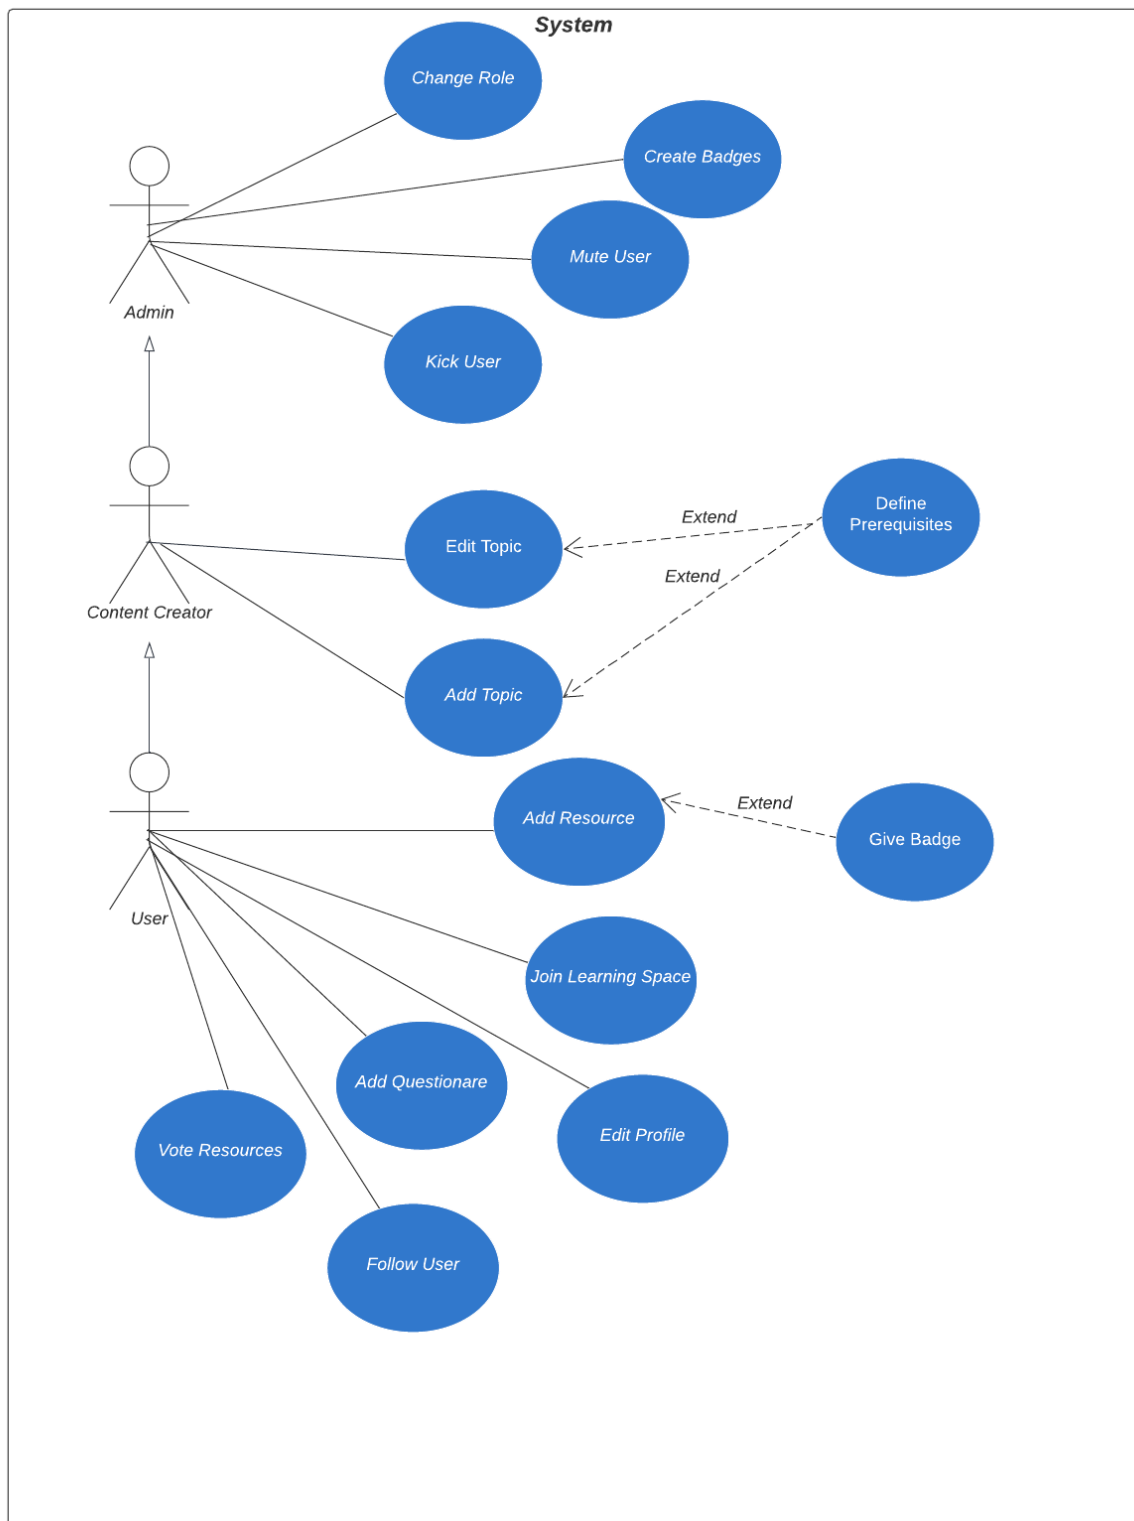 System
Change Role
Create Badges
Mute User
Admin
Kick User
Define
Prerequisites
Extend
Edit Topic
Extend
Content Creator
Add Topic
Extend
Add Resource
Give Badge
User
Join Learning Space
Add Questionare
Edit Profile
Vote Resources
Follow User